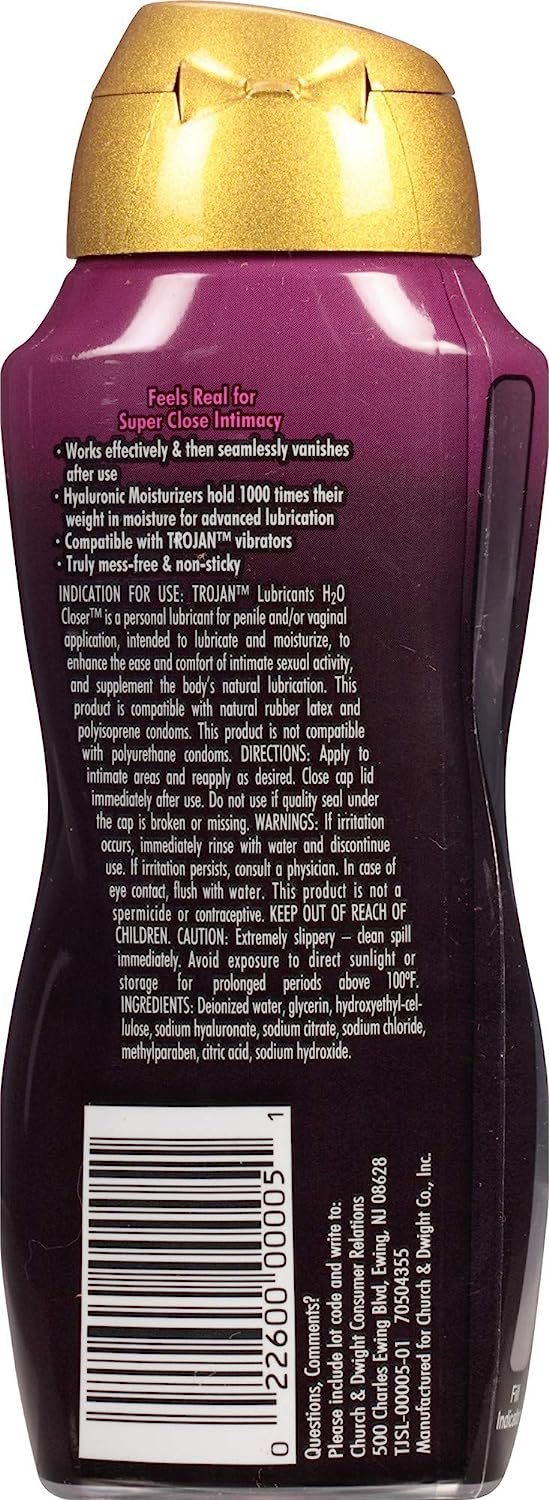 Feels Real for
Super Close Intimacy
• Works effectively & then seamlessly vanishes
after use
• Hyaluronic Moisturizers hold 1000 times their
weight in moisture for advanced lubrication
• Compatible with TROJAN™ vibrators
• Truly mess-free & non-sticky
INDICATION FOR USE: TROJAN™ Lubricants H₂O
Closer™ is a personal lubricant for penile and/or vaginal
application, intended to lubricate and moisturize, to
enhance the ease and comfort of intimate sexual activity,
and supplement the body's natural lubrication. This
product is compatible with natural rubber latex and
polyisoprene condoms. This product is not compatible
with polyurethane condoms. DIRECTIONS: Apply to
intimate areas and reapply as desired. Close cap lid
immediately after use. Do not use if quality seal under
the cap is broken or missing. WARNINGS: If irritation
occurs, immediately rinse with water and discontinue
use. If irritation persists, consult a physician. In case of
eye contact, flush with water. This product is not a
spermicide or contraceptive. KEEP OUT OF REACH OF
CHILDREN. CAUTION: Extremely slippery – clean spill
immediately. Avoid exposure to direct sunlight or
storage for prolonged periods above 100°F.
INGREDIENTS: Deionized water, glycerin, hydroxyethyl-cel-
lulose, sodium hyaluronate, sodium citrate, sodium chloride,
methylparaben, citric acid, sodium hydroxide.
0 22600 00005 1
Questions, Comments?
Please include lot code and write to:
Church & Dwight Consumer Relations
500 Charles Ewing Blvd, Ewing, NJ 08628
TJSL-00005-01 70504355
Manufactured for Church & Dwight Co., Inc.
Fill